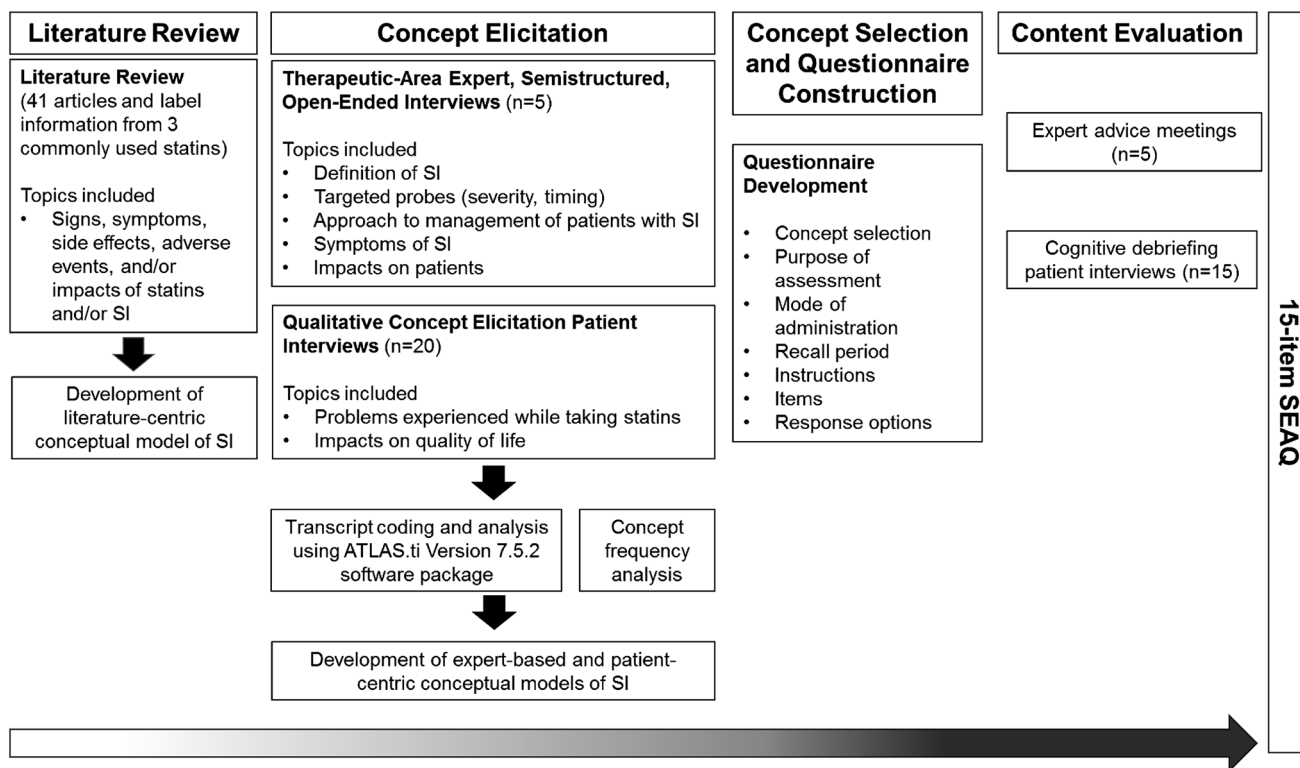 Literature Review
Literature Review
(41 articles and label
information from 3
commonly used statins)
Topics included
• Signs, symptoms,
side effects, adverse
events, and/or
impacts of statins
and/or SI
Development of
literature-centric
conceptual model of SI
Concept Elicitation
Therapeutic-Area Expert, Semistructured,
Open-Ended Interviews (n=5)
Topics included
• Definition of SI
• Targeted probes (severity, timing)
• Approach to management of patients with SI
• Symptoms of SI
• Impacts on patients
Qualitative Concept Elicitation Patient
Interviews (n=20)
Topics included
• Problems experienced while taking statins
• Impacts on quality of life
Transcript coding and analysis
using ATLAS.ti Version 7.5.2
software package
Concept
frequency
analysis
Development of expert-based and patient-
centric conceptual models of SI
Concept Selection
and Questionnaire
Construction
Questionnaire
Development
• Concept selection
• Purpose of
assessment
• Mode of
administration
• Recall period
• Instructions
• Items
• Response options
Content Evaluation
Expert advice meetings
(n=5)
Cognitive debriefing
patient interviews (n=15)
15-item SEAQ